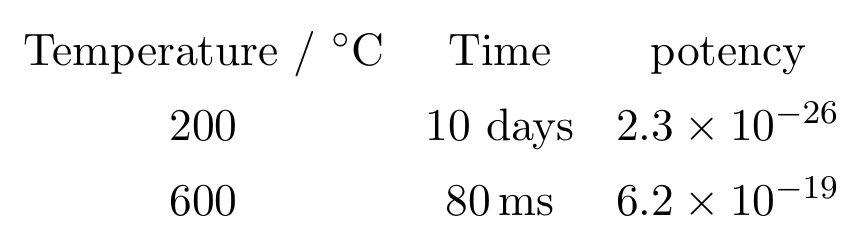 Temperature / °C Time potency
200 10 days 2.3 × 10⁻²⁶
600 80 ms 6.2 × 10⁻¹⁹